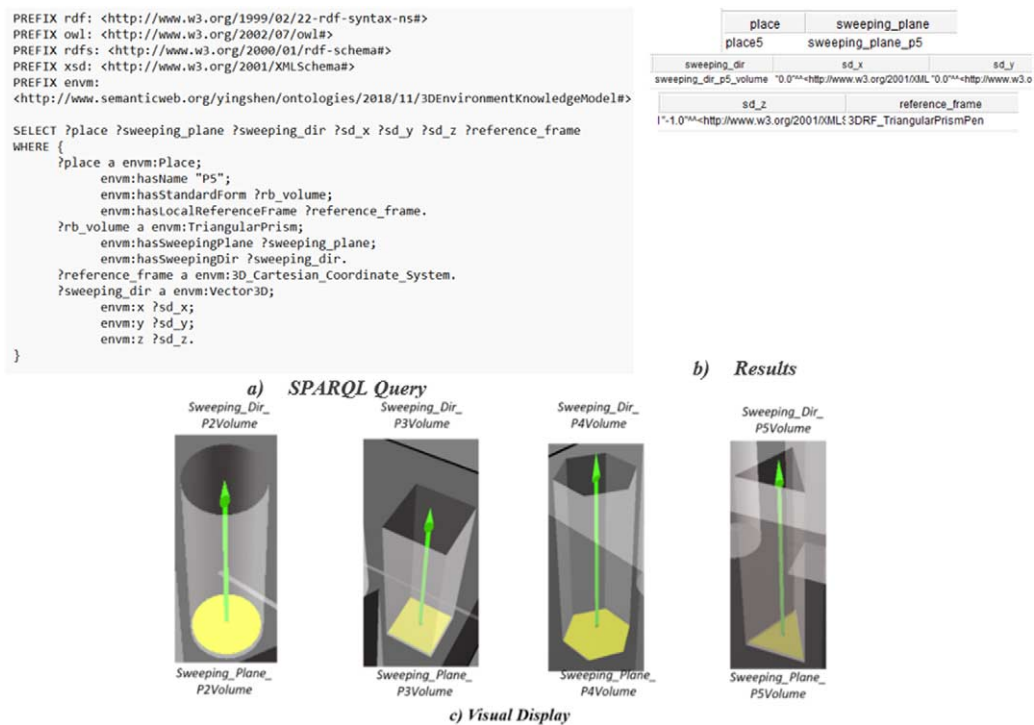 PREFIX rdf: <http://www.w3.org/1999/02/22-rdf-syntax-ns#>
PREFIX owl: <http://www.w3.org/2002/07/owl#>
PREFIX rdfs: <http://www.w3.org/2000/01/rdf-schema#>
PREFIX xsd: <http://www.w3.org/2001/XMLSchema#>
PREFIX envm:
<http://www.semanticweb.org/yingshen/ontologies/2018/11/3DEnvironmentKnowledgeModel#>
SELECT ?place ?sweeping_plane ?sweeping_dir ?sd_x ?sd_y ?sd_z ?reference_frame
WHERE {
?place a envm:Place;
envm:hasName "P5";
envm:hasStandardForm ?rb_volume;
envm:hasLocalReferenceFrame ?reference_frame.
?rb_volume a envm:TriangularPrism;
envm:hasSweepingPlane ?sweeping_plane;
envm:hasSweepingDir ?sweeping_dir.
?reference_frame a envm:3D_Cartesian_Coordinate_System.
?sweeping_dir a envm:Vector3D;
envm:x ?sd_x;
envm:y ?sd_y;
envm:z ?sd_z.
}
a) SPARQL Query
place sweeping_plane
place5 sweeping_plane_p5
sweeping_dir sd_x sd_y
sweeping_dir_p5_volume "0.0"^^<http://www.w3.org/2001/XML "0.0"^^<http://www.w3.o
sd_z reference_frame
"-1.0"^^<http://www.w3.org/2001/XMLS 3DRF_TriangularPrismPen
b) Results
Sweeping_Dir_ Sweeping_Dir_ Sweeping_Dir_ Sweeping_Dir_
P2Volume P3Volume P4Volume P5Volume
Sweeping_Plane_ Sweeping_Plane_ Sweeping_Plane_ Sweeping_Plane_
P2Volume P3Volume P4Volume P5Volume
c) Visual Display